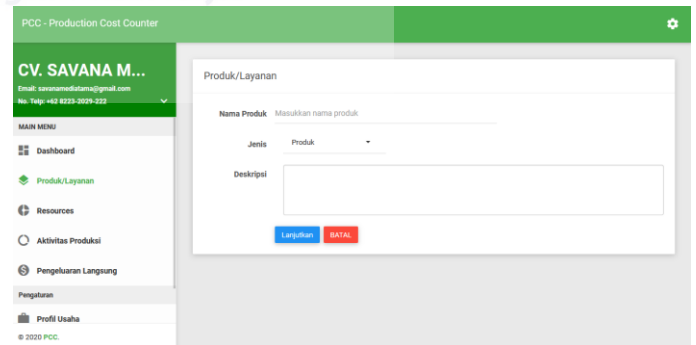 PCC - Production Cost Counter
CV. SAVANA M...
Email: savanamediatama@gmail.com
No. Telp: +62 8223-2029-222
MAIN MENU
Dashboard
Produk/Layanan
Resources
Aktivitas Produksi
Pengeluaran Langsung
Pengaturan
Profil Usaha
© 2020 PCC.
Produk/Layanan
Nama Produk Masukkan nama produk
Jenis Produk
Deskripsi
Lanjutkan BATAL